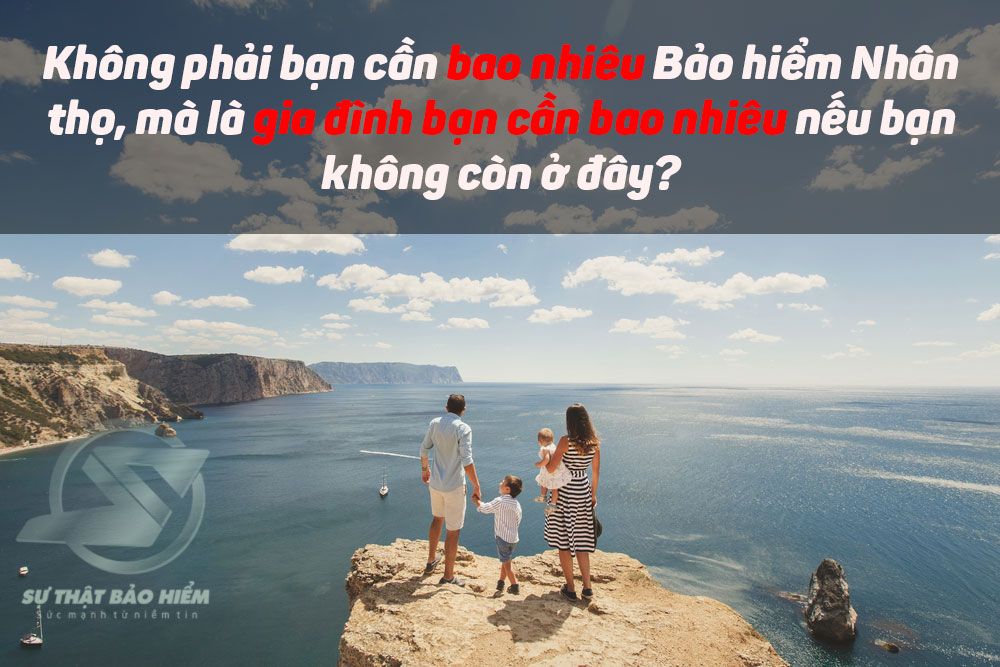 Không phải bạn cần bao nhiêu Bảo hiểm Nhân
thọ, mà là gia đình bạn cần bao nhiêu nếu bạn
không còn ở đây?
SỰ THẬT BẢO HIỂM
Sức mạnh từ niềm tin